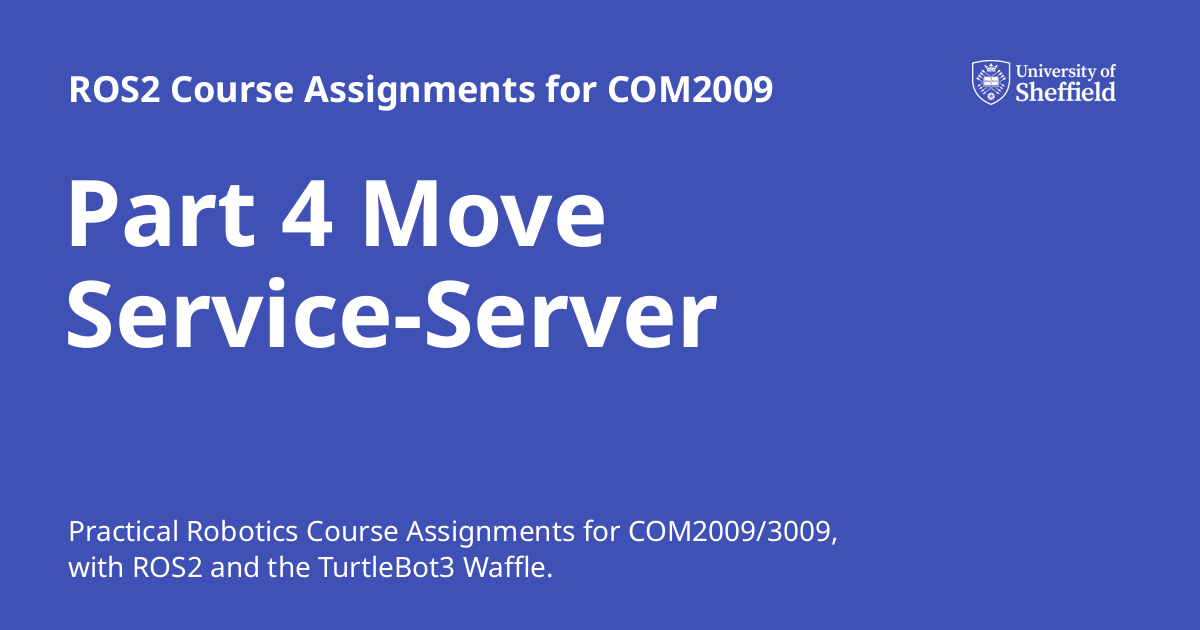 ROS2 Course Assignments for COM2009
University of
Sheffield
Part 4 Move
Service-Server
Practical Robotics Course Assignments for COM2009/3009,
with ROS2 and the TurtleBot3 Waffle.